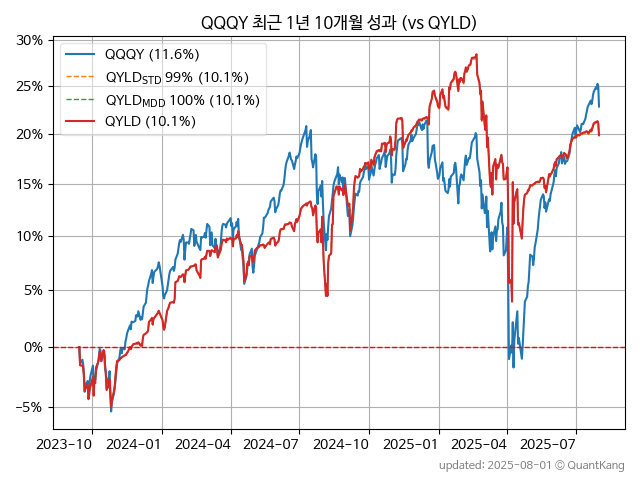 QQQY 최근 1년 10개월 성과 (vs QYLD)
30%
25%
20%
15%
10%
5%
0%
−5%
QQQY (11.6%)
QYLD_STD 99% (10.1%)
QYLD_MDD 100% (10.1%)
QYLD (10.1%)
2023-10 2024-01 2024-04 2024-07 2024-10 2025-01 2025-04 2025-07
updated: 2025-08-01 © QuantKang